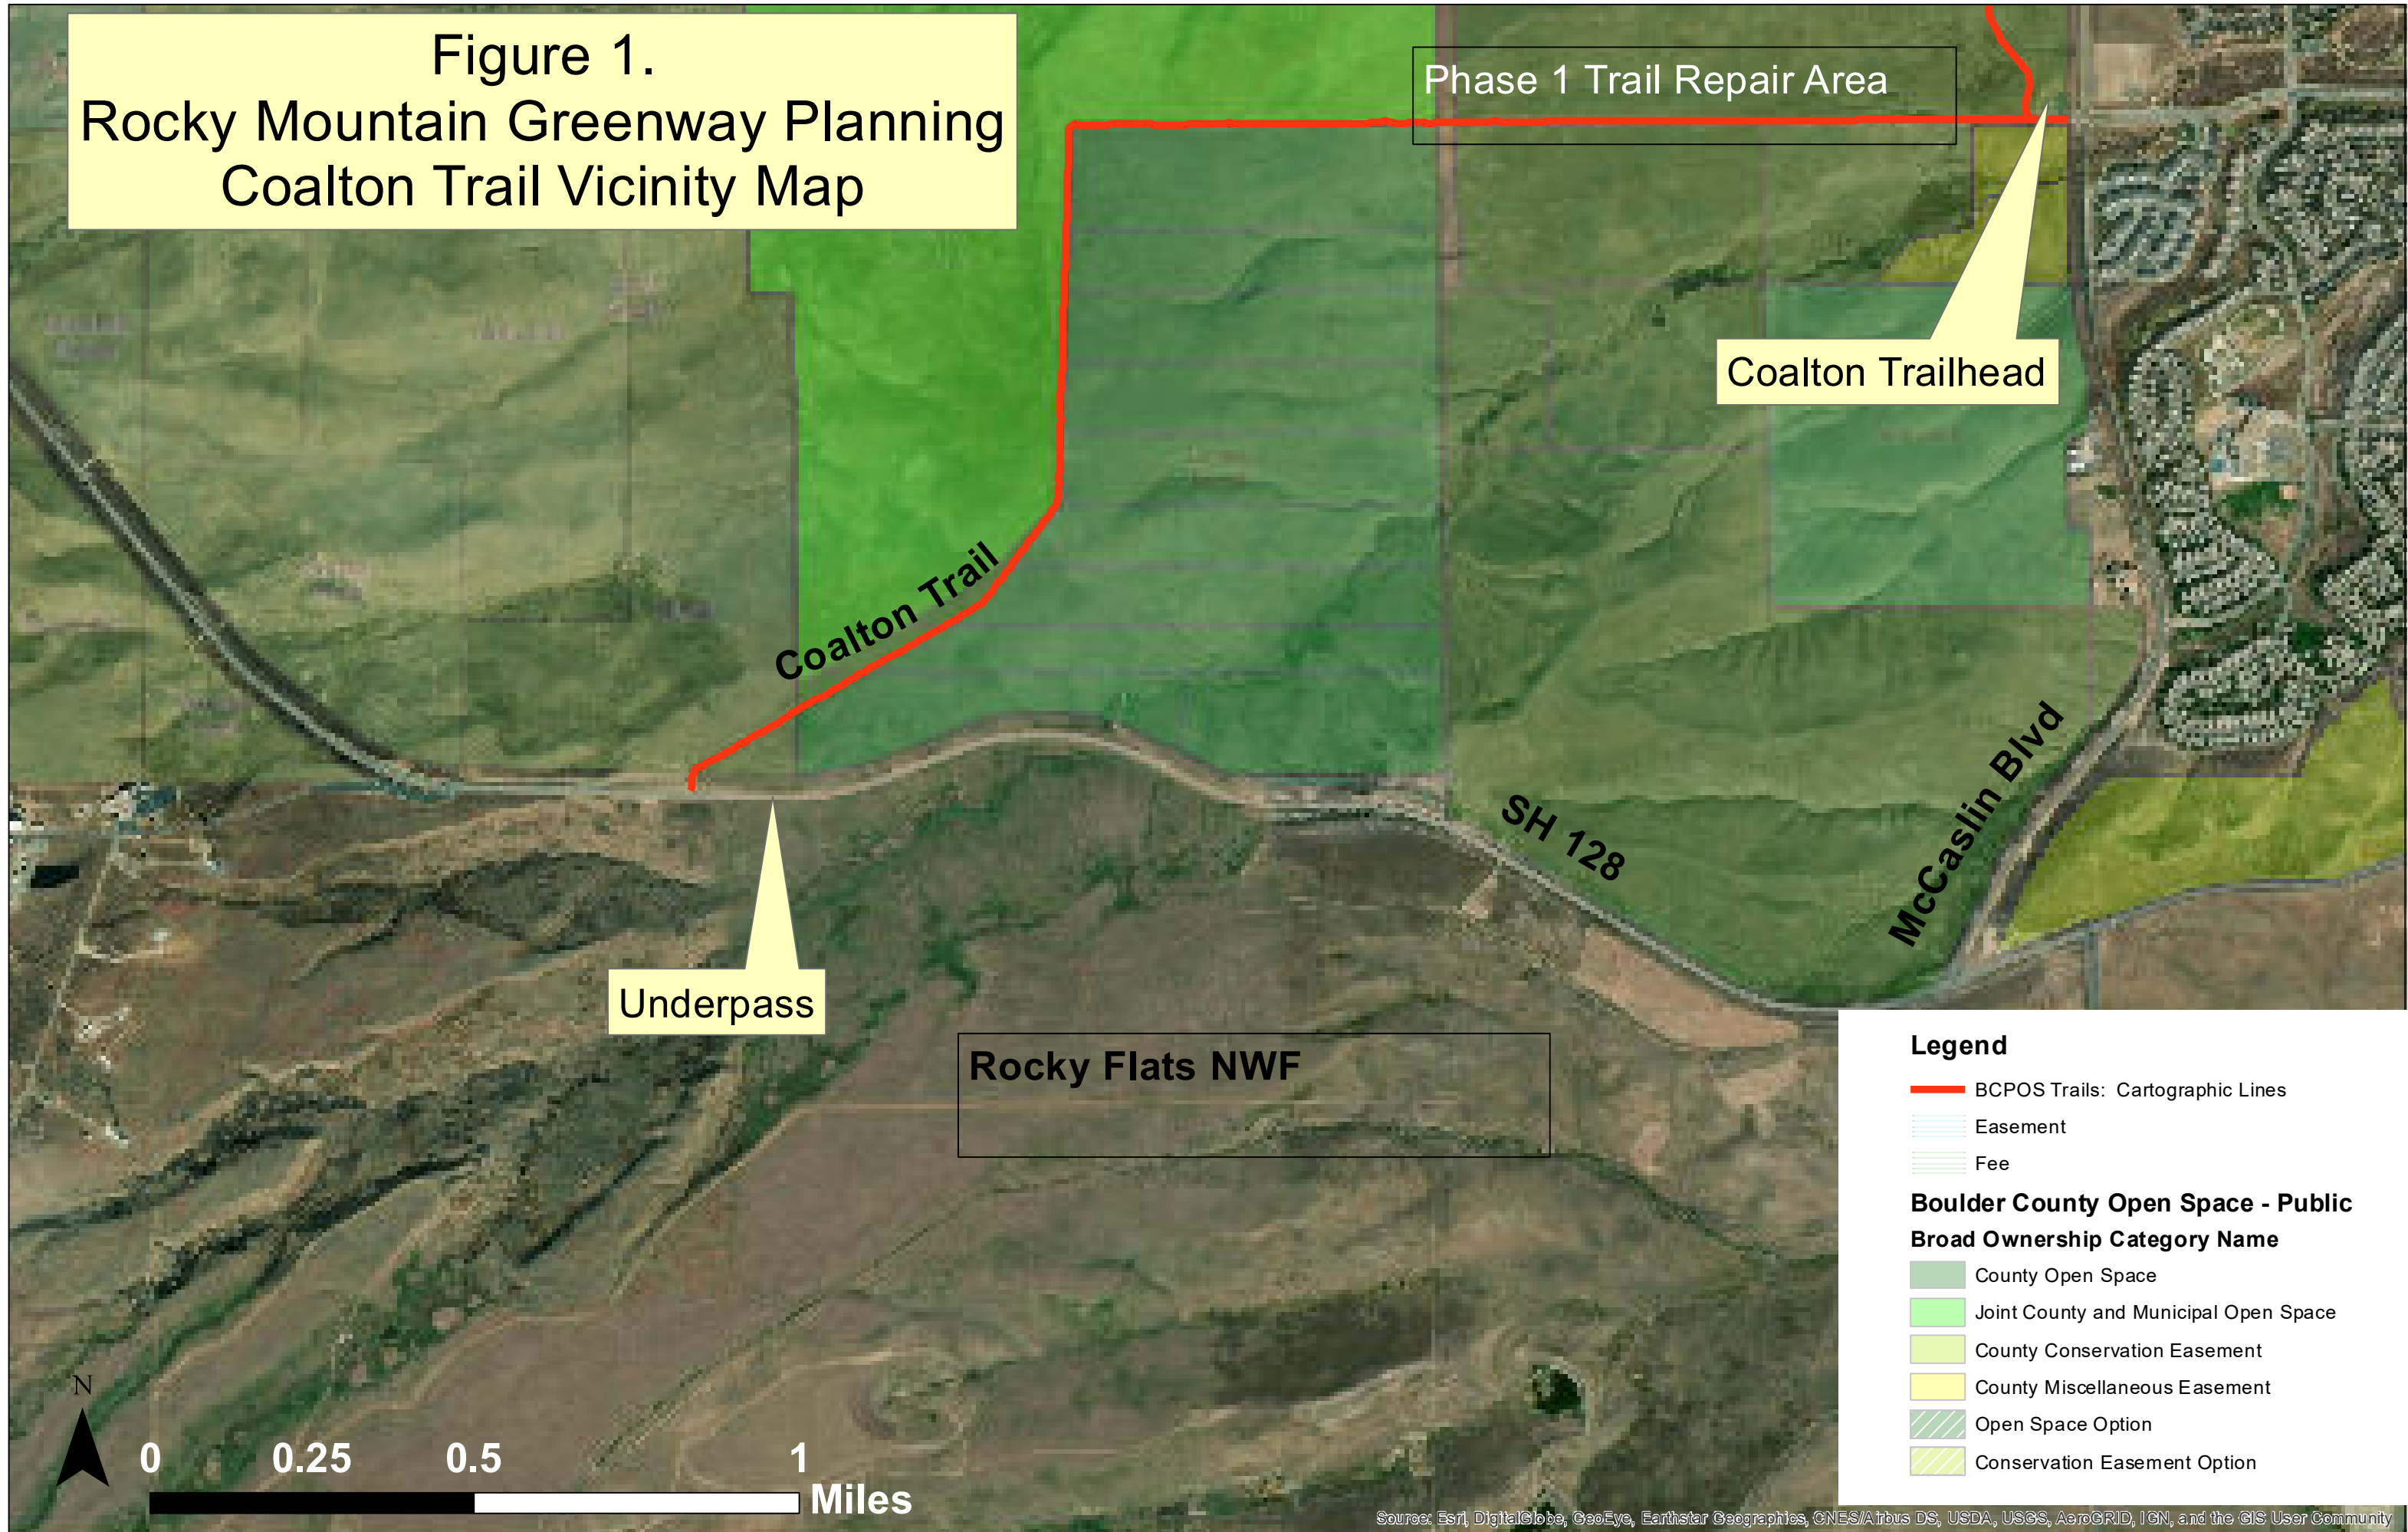 Figure 1.
Rocky Mountain Greenway Planning
Coalton Trail Vicinity Map
Phase 1 Trail Repair Area
Coalton Trailhead
Coalton Trail
SH 128
McCaslin Blvd
Underpass
Rocky Flats NWF
Legend
BCPOS Trails: Cartographic Lines
Easement
Fee
Boulder County Open Space - Public
Broad Ownership Category Name
County Open Space
Joint County and Municipal Open Space
County Conservation Easement
County Miscellaneous Easement
Open Space Option
Conservation Easement Option
N
0 0.25 0.5 1
Miles
Source: Esri, DigitalGlobe, GeoEye, Earthstar Geographics, CNES/Airbus DS, USDA, USGS, AeroGRID, IGN, and the GIS User Community